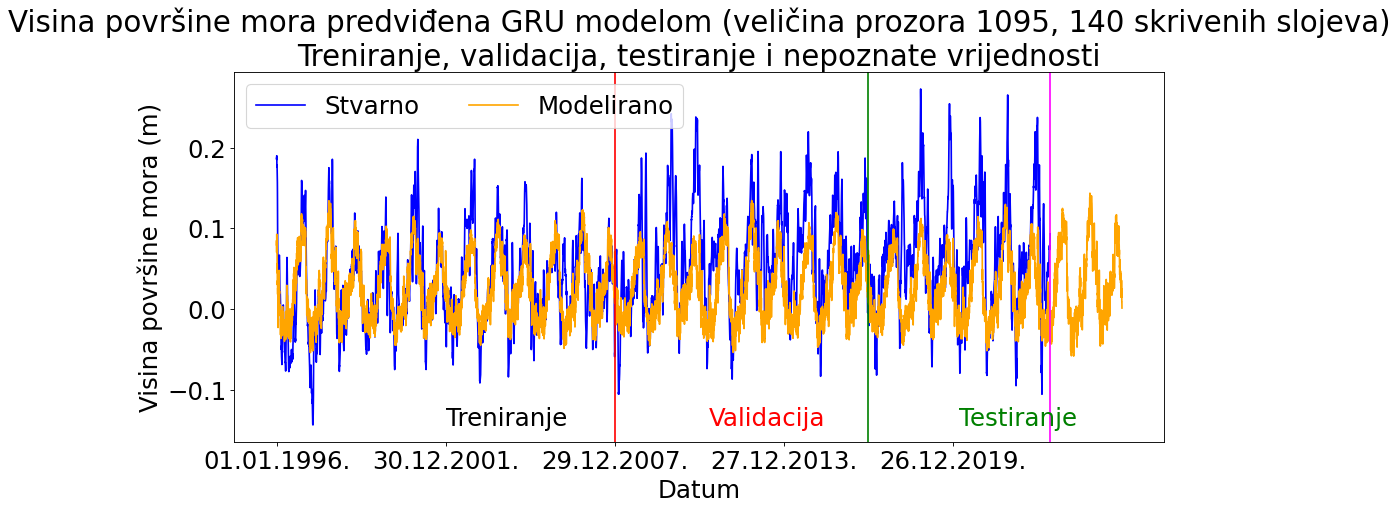 Visina površine mora predviđena GRU modelom (veličina prozora 1095, 140 skrivenih slojeva)
Treniranje, validacija, testiranje i nepoznate vrijednosti
Stvarno Modelirano
Visina površine mora (m)
0.2
0.1
0.0
−0.1
Treniranje Validacija Testiranje
01.01.1996. 30.12.2001. 29.12.2007. 27.12.2013. 26.12.2019.
Datum